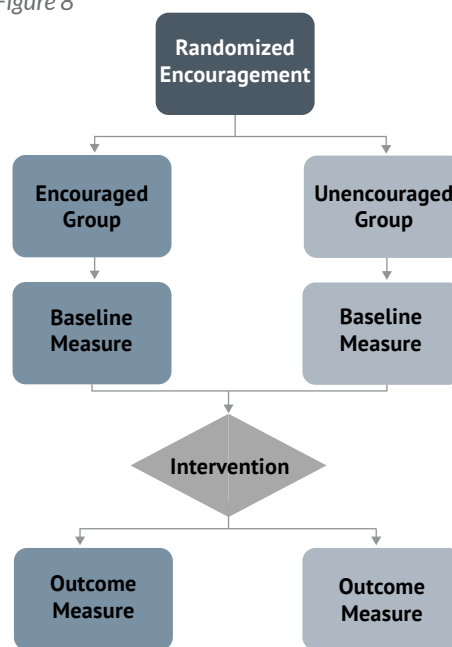 Figure 8
Randomized
Encouragement
Encouraged
Group
Unencouraged
Group
Baseline
Measure
Baseline
Measure
Intervention
Outcome
Measure
Outcome
Measure